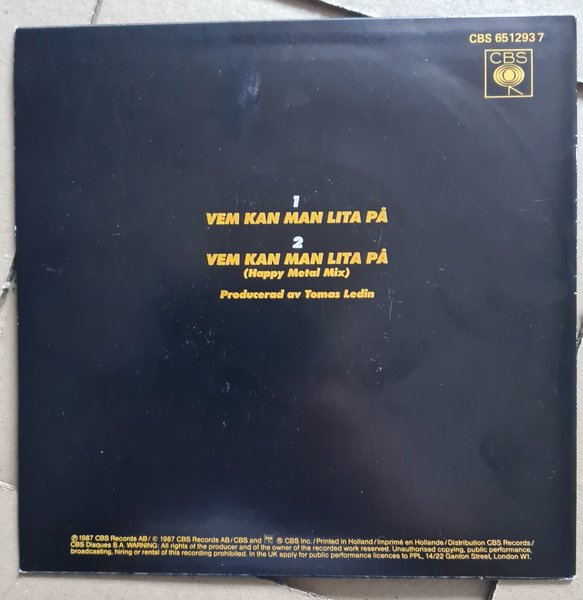 CBS 651293 7
CBS
1
VEM KAN MAN LITA PÅ
2
VEM KAN MAN LITA PÅ
(Happy Metal Mix)
Producerad av Tomas Ledin
℗ 1987 CBS Records AB/ © 1987 CBS Records AB/CBS and ® CBS Inc./Printed in Holland/Imprimé en Hollande/Distribution CBS Records/
CBS Disques S.A. WARNING: All rights of the producer and of the owner of the recorded work reserved. Unauthorised copying, public performance,
broadcasting, hiring or rental of this recording prohibited. In the UK apply for public performance licences to PPL, 14/22 Ganton Street, London W1.